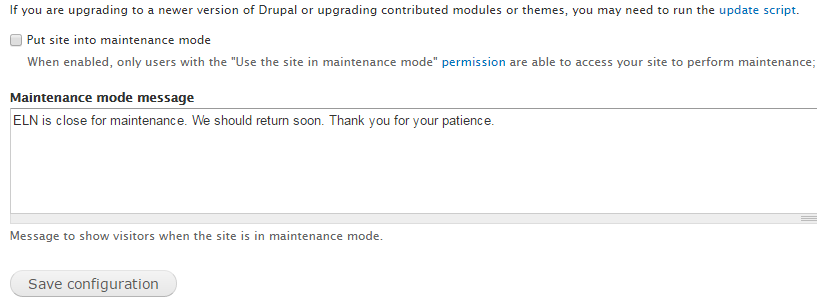 If you are upgrading to a newer version of Drupal or upgrading contributed modules or themes, you may need to run the update script.
Put site into maintenance mode
When enabled, only users with the "Use the site in maintenance mode" permission are able to access your site to perform maintenance;
Maintenance mode message
ELN is close for maintenance. We should return soon. Thank you for your patience.
Message to show visitors when the site is in maintenance mode.
Save configuration